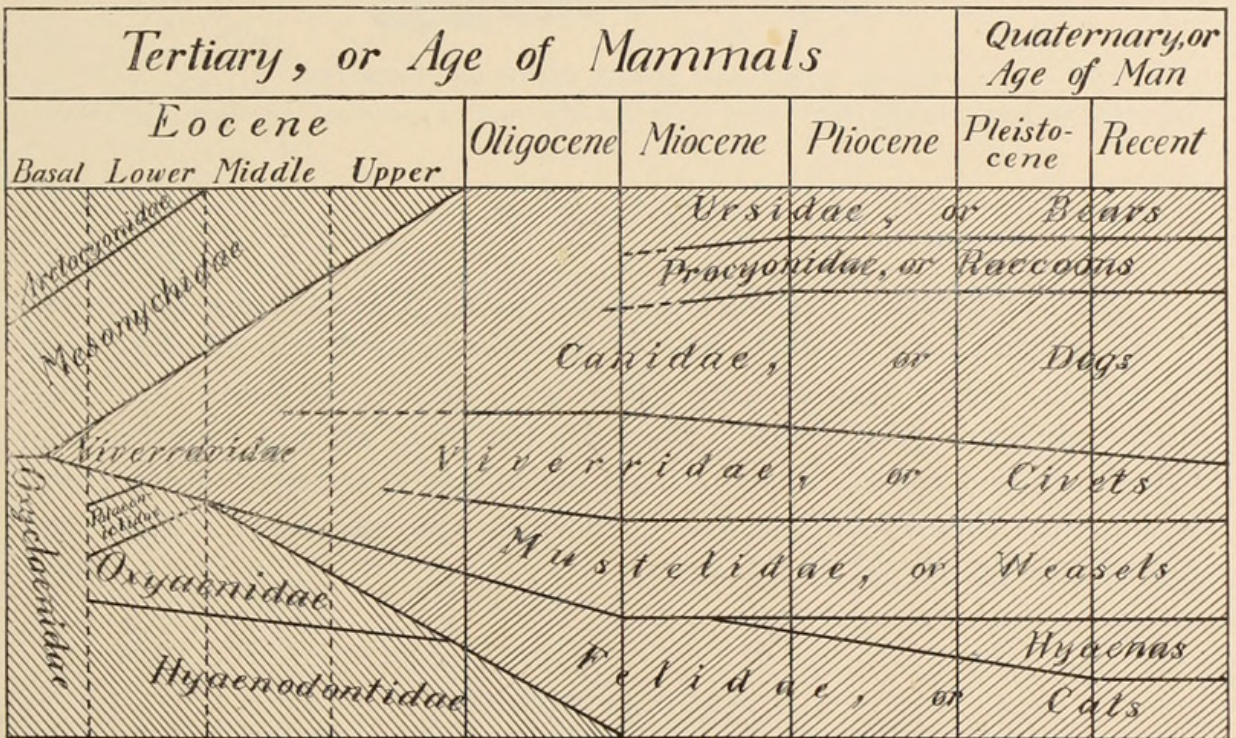 Tertiary, or Age of Mammals
Quaternary, or
Age of Man
Eocene
Basal Lower Middle Upper
Oligocene
Miocene
Pliocene
Pleisto-
cene
Recent
Arctocyonidae
Mesonychidae
Ursidae, or Bears
Procyonidae, or Raccoons
Canidae, or Dogs
Viverravidae
Viverridae, or Civets
Oxyclaenidae
Palaeon-
ictidae
Mustelidae, or Weasels
Oxyaenidae
Hyaenas
Hyaenodontidae
Felidae, or Cats